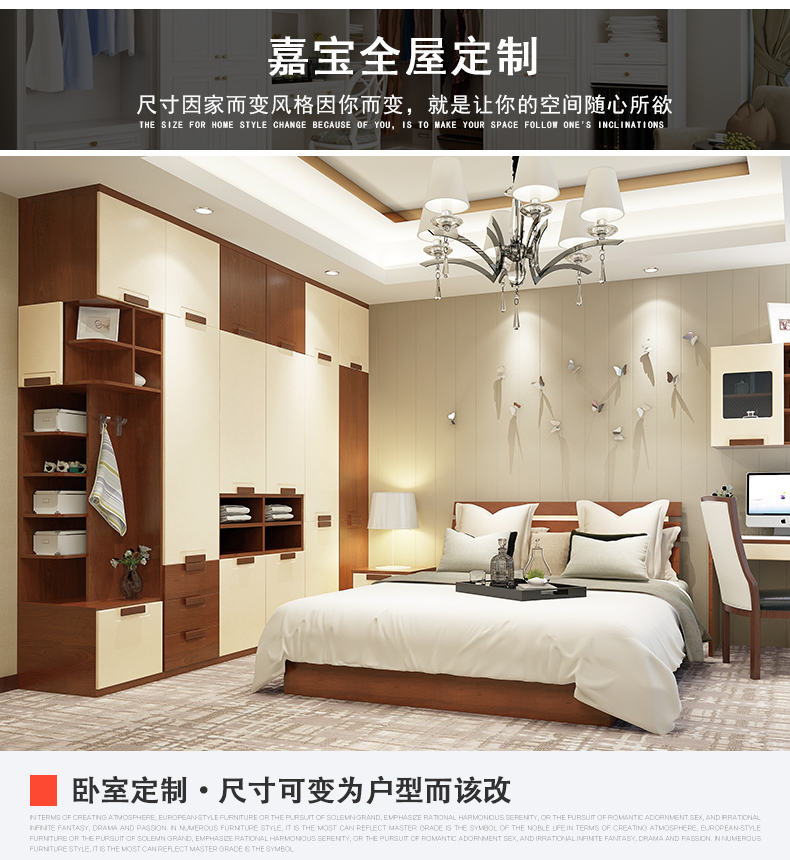 嘉宝全屋定制
尺寸因家而变风格因你而变，就是让你的空间随心所欲
THE SIZE FOR HOME STYLE CHANGE BECAUSE OF YOU, IS TO MAKE YOUR SPACE FOLLOW ONE'S INCLINATIONS
卧室定制·尺寸可变为户型而该改
IN TERMS OF CREATING ATMOSPHERE, EUROPEAN-STYLE FURNITURE OR THE PURSUIT OF SOLEMN GRAND, EMPHASIZE RATIONAL HARMONIOUS SERENITY, OR THE PURSUIT OF ROMANTIC ADORNMENT SEX, AND IRRATIONAL
INFINITE FANTASY, DRAMA AND PASSION. IN NUMEROUS FURNITURE STYLE, IT IS THE MOST CAN REFLECT MASTER GRADE IS THE SYMBOL OF THE NOBLE LIFE.IN TERMS OF CREATING ATMOSPHERE, EUROPEAN-STYLE
FURNITURE OR THE PURSUIT OF SOLEMN GRAND, EMPHASIZE RATIONAL HARMONIOUS SERENITY, OR THE PURSUIT OF ROMANTIC ADORNMENT SEX, AND IRRATIONAL INFINITE FANTASY, DRAMA AND PASSION. IN NUMEROUS
FURNITURE STYLE, IT IS THE MOST CAN REFLECT MASTER GRADE IS THE SYMBOL